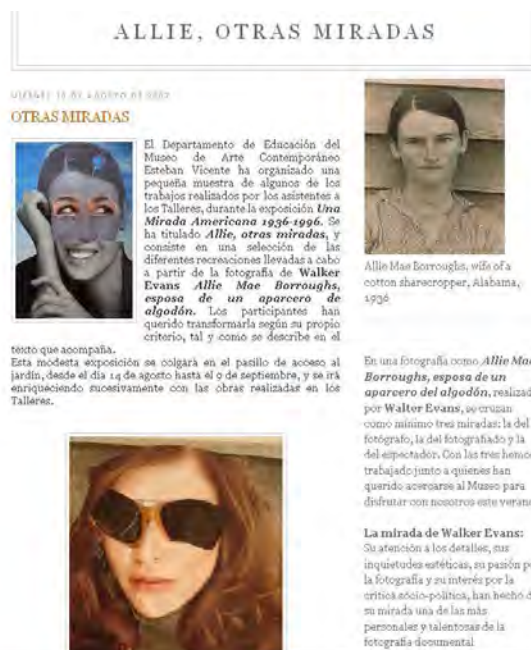 ALLIE, OTRAS MIRADAS
OTRAS MIRADAS
El Departamento de Educación del
Museo de Arte Contemporáneo
Esteban Vicente ha organizado una
pequeña muestra de algunos de los
trabajos realizados por los asistentes a
los Talleres, durante la exposición Una
Mirada Americana 1936-1996. Se
ha titulado Allie, otras miradas, y
consiste en una selección de las
diferentes recreaciones llevadas a cabo
a partir de la fotografía de Walker
Evans Allie Mae Borroughs,
esposa de un aparcero de
algodón. Los participantes han
querido transformarla según su propio
criterio, tal y como se describe en el
texto que acompaña.
Esta modesta exposición se colgará en el pasillo de acceso al
jardín, desde el día 14 de agosto hasta el 9 de septiembre, y se irá
enriqueciendo sucesivamente con las obras realizadas en los
Talleres.
Allie Mae Borroughs, wife of a
cotton sharecropper, Alabama,
1936
En una fotografía como Allie Mae
Borroughs, esposa de un
aparcero del algodón, realizad
por Walter Evans, se cruzan
como mínimo tres miradas: la del
fotógrafo, la del fotografiado y la
del espectador. Con las tres hemos
trabajado junto a quienes han
querido acercarse al Museo para
disfrutar con nosotros este verano
La mirada de Walker Evans:
Su atención a los detalles, sus
inquietudes estéticas, su pasión po
la fotografía y su interés por la
crítica socio-política, han hecho d
su mirada una de las más
personales y talentosas de la
fotografía documental